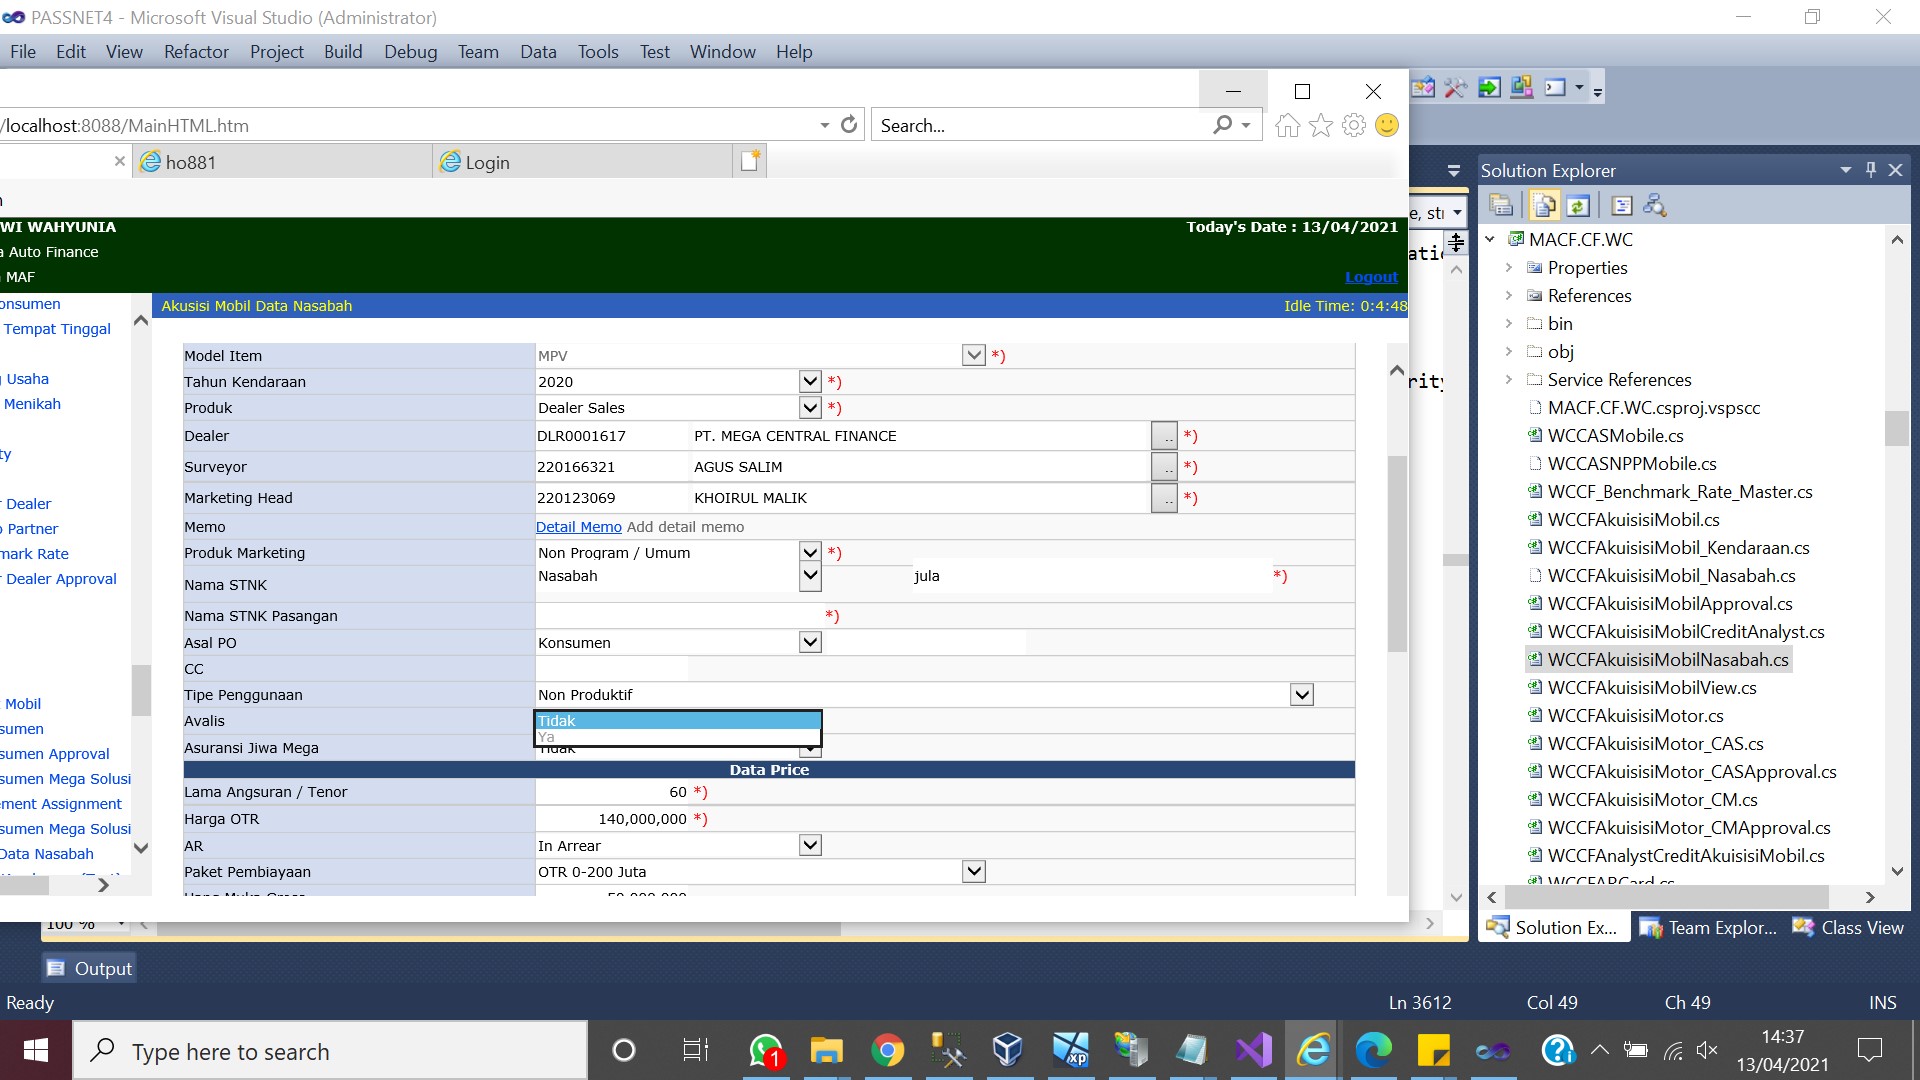 PASSNET4 - Microsoft Visual Studio (Administrator)
File Edit View Refactor Project Build Debug Team Data Tools Test Window Help
/localhost:8088/MainHTML.htm
Search...
ho881
Login
WI WAHYUNIA
Today's Date : 13/04/2021
a Auto Finance
MAF
Logout
Akusisi Mobil Data Nasabah
Idle Time: 0:4:48
onsumen
Tempat Tinggal
Usaha
Menikah
ty
Dealer
Partner
mark Rate
Dealer Approval
Mobil
sumen
sumen Approval
sumen Mega Solusi
ement Assignment
sumen Mega Solusi
Data Nasabah
Model Item MPV *)
Tahun Kendaraan 2020 *)
Produk Dealer Sales *)
Dealer DLR0001617 PT. MEGA CENTRAL FINANCE .. *)
Surveyor 220166321 AGUS SALIM .. *)
Marketing Head 220123069 KHOIRUL MALIK .. *)
Memo Detail Memo Add detail memo
Produk Marketing Non Program / Umum *)
Nama STNK Nasabah jula *)
Nama STNK Pasangan *)
Asal PO Konsumen
CC
Tipe Penggunaan Non Produktif
Avalis Tidak
Ya
Asuransi Jiwa Mega Tidak
Data Price
Lama Angsuran / Tenor 60 *)
Harga OTR 140,000,000 *)
AR In Arrear
Paket Pembiayaan OTR 0-200 Juta
e, stı
atic
rity
100 %
Solution Explorer
MACF.CF.WC
Properties
References
bin
obj
Service References
MACF.CF.WC.csproj.vspscc
WCCASMobile.cs
WCCASNPPMobile.cs
WCCF_Benchmark_Rate_Master.cs
WCCFAkuisisiMobil.cs
WCCFAkuisisiMobil_Kendaraan.cs
WCCFAkuisisiMobil_Nasabah.cs
WCCFAkuisisiMobilApproval.cs
WCCFAkuisisiMobilCreditAnalyst.cs
WCCFAkuisisiMobilNasabah.cs
WCCFAkuisisiMobilView.cs
WCCFAkuisisiMotor.cs
WCCFAkuisisiMotor_CAS.cs
WCCFAkuisisiMotor_CASApproval.cs
WCCFAkuisisiMotor_CM.cs
WCCFAkuisisiMotor_CMApproval.cs
WCCFAnalystCreditAkuisisiMobil.cs
WCCFARCard.cs
Solution Ex... Team Explor... Class View
Output
Ready
Ln 3612 Col 49 Ch 49 INS
Type here to search
1
xp
14:37
13/04/2021